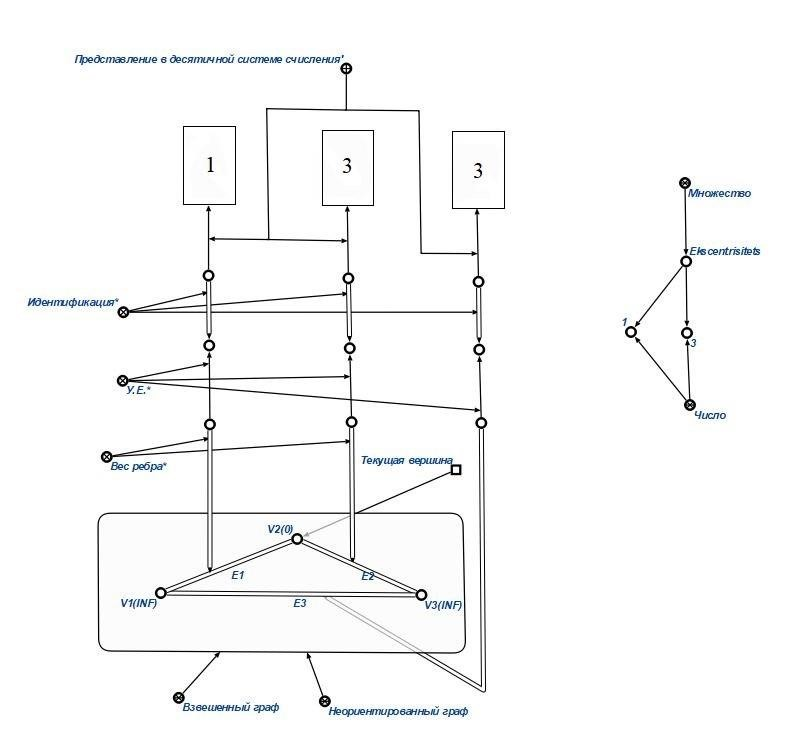 Представление в десятичной системе счисления'
1
3
3
Множество
Ekscentrisitets
Идентификация*
1
3
У.Е.*
Число
Вес ребра*
Текущая вершина
V2(0)
E1
E2
V1(INF)
E3
V3(INF)
Взвешенный граф
Неориентированный граф